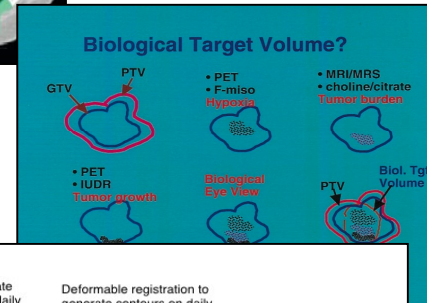 Biological Target Volume?
GTV
PTV
• PET
• F-miso
Hypoxia
• MRI/MRS
• choline/citrate
Tumor burden
• PET
• IUDR
Tumor growth
Biological
Eye View
PTV
Biol. Tgt
Volume
Deformable registration to
generate contours on daily